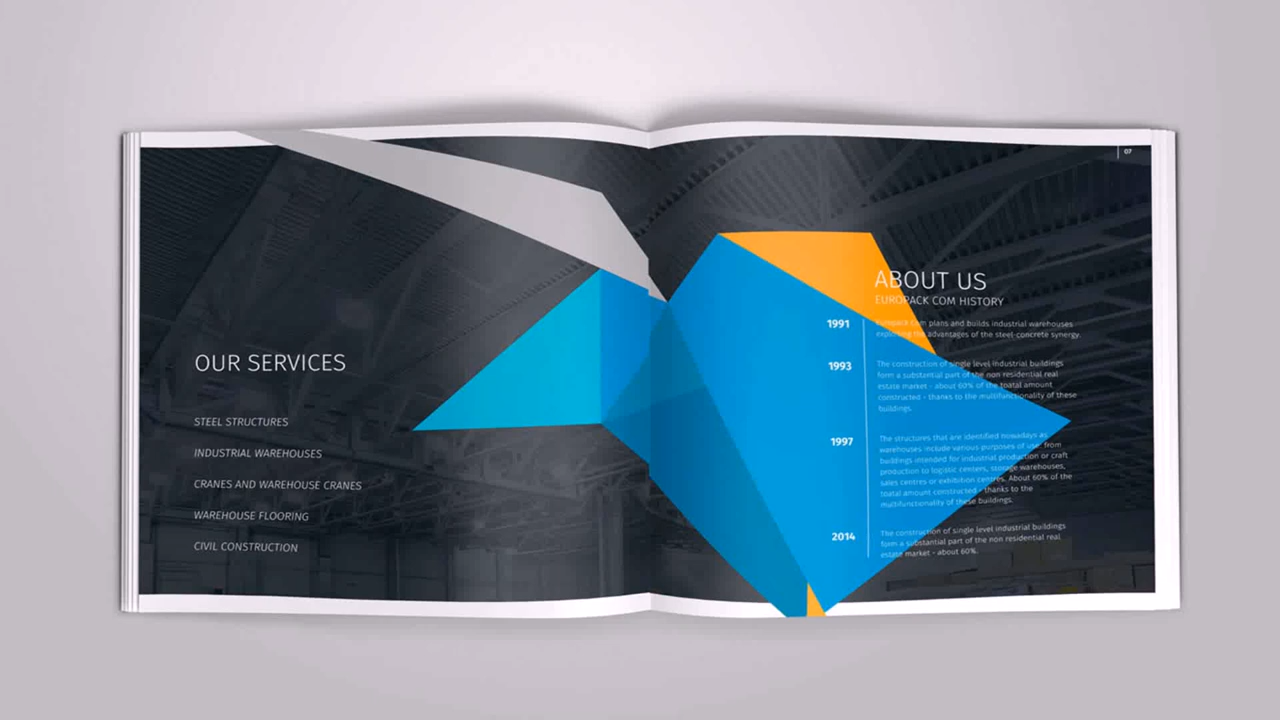 07
OUR SERVICES
STEEL STRUCTURES
INDUSTRIAL WAREHOUSES
CRANES AND WAREHOUSE CRANES
WAREHOUSE FLOORING
CIVIL CONSTRUCTION
ABOUT US
EUROPACK COM HISTORY
1991
Europack Com plans and builds industrial warehouses
exploiting the advantages of the steel-concrete synergy.
1993
The construction of single level industrial buildings
form a substantial part of the non residential real
estate market - about 60% of the toatal amount
constructed - thanks to the multifunctionality of these
buildings.
1997
The structures that are identified nowadays as
warehouses include various purposes of use: from
buildings intended for industrial production or craft
production to logistic centers, storage warehouses,
sales centres or exhibition centres. About 60% of the
toatal amount constructed - thanks to the
multifunctionality of these buildings.
2014
The construction of single level industrial buildings
form a substantial part of the non residential real
estate market - about 60%.